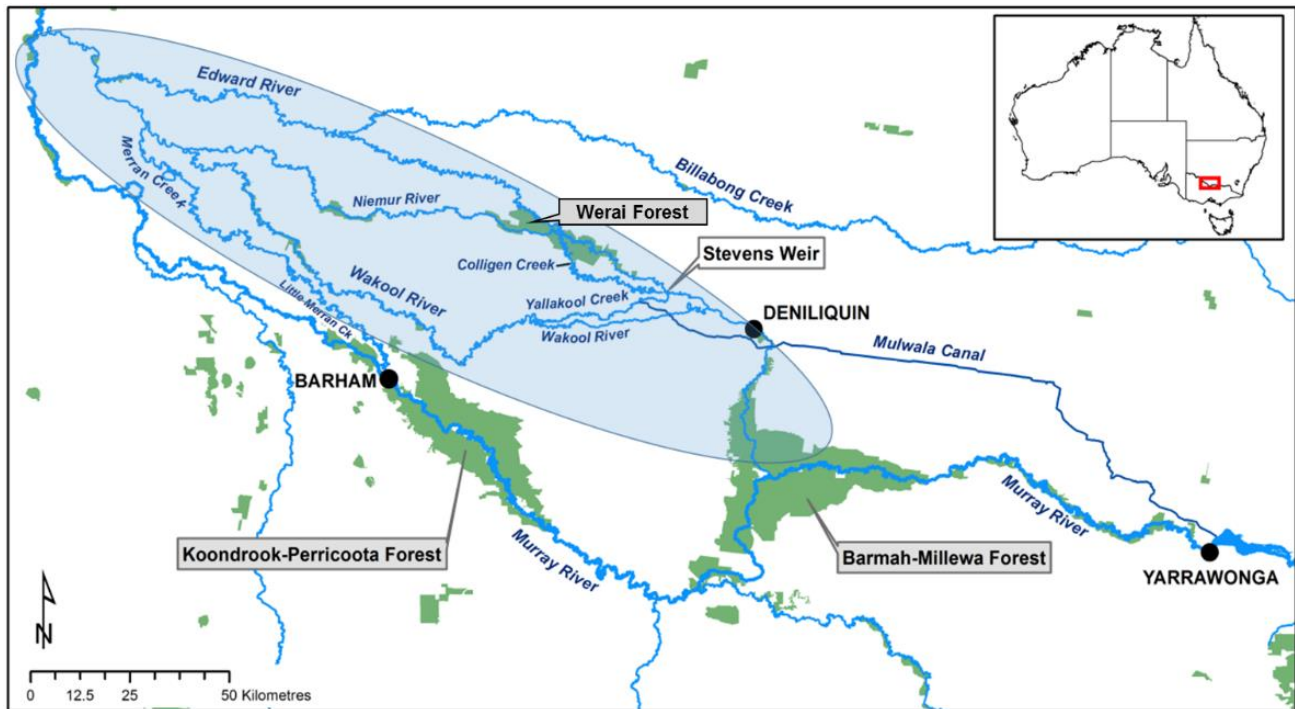 Edward River
Billabong Creek
Merran Creek
Niemur River
Werai Forest
Colligen Creek
Stevens Weir
Wakool River
Yallakool Creek
DENILIQUIN
Little Merran Ck
Wakool River
Mulwala Canal
BARHAM
Koondrook-Perricoota Forest
Murray River
Barmah-Millewa Forest
Murray River
YARRAWONGA
N
0 12.5 25 50 Kilometres